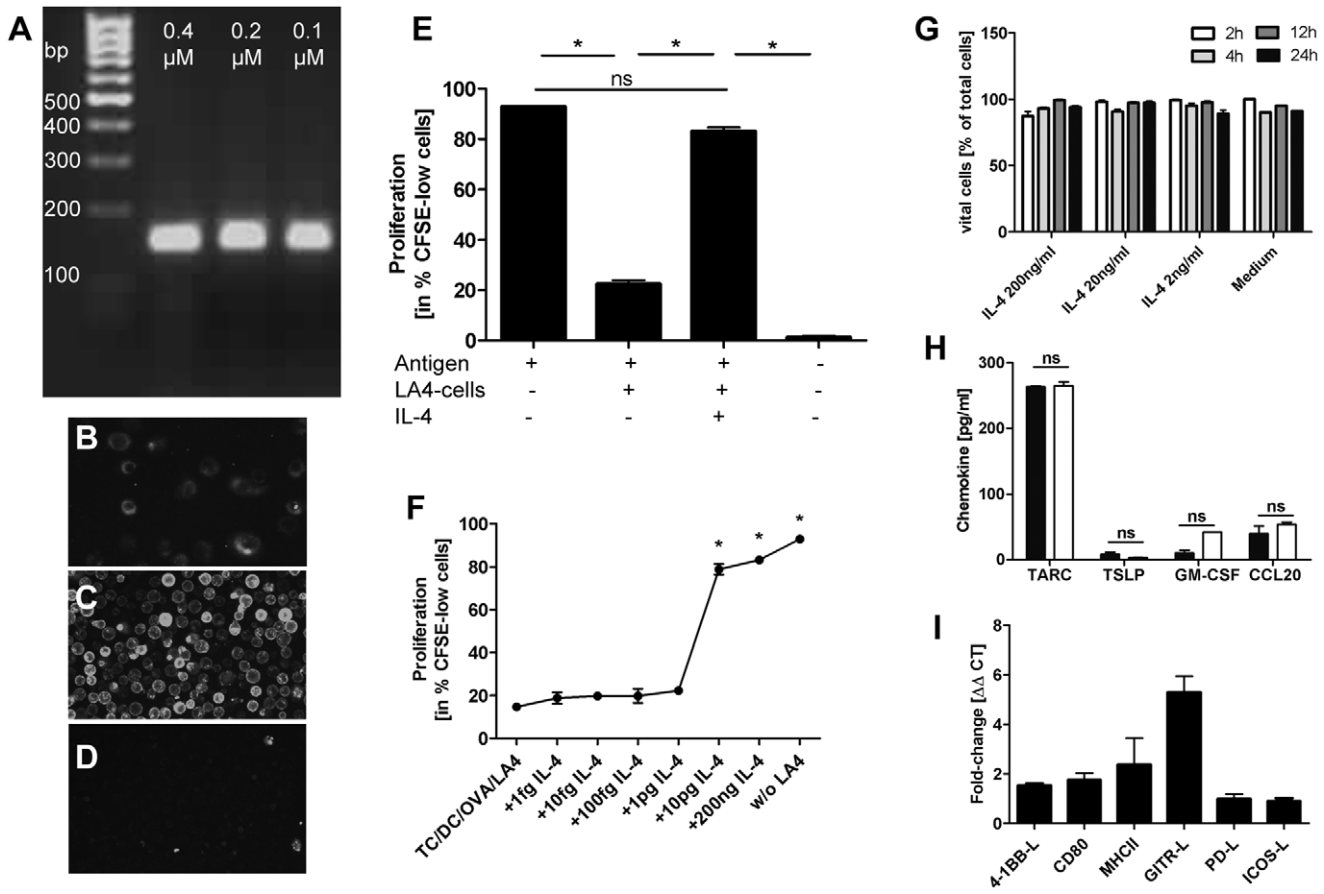 A
bp
0.4 0.2 0.1
µM µM µM
500
400
300
200
100
B
C
D
E
* * *
ns
Proliferation
[in % CFSE-low cells]
100
80
60
40
20
0
Antigen + + + -
LA4-cells - + + -
IL-4 - - + -
F
Proliferation
[in % CFSE-low cells]
100
80
60
40
20
0
* * *
TC/DC/OVA/LA4
+1fg IL-4
+10fg IL-4
+100fg IL-4
+1pg IL-4
+10pg IL-4
+200ng IL-4
w/o LA4
G
2h 12h
4h 24h
vital cells [% of total cells]
150
100
50
0
IL-4 200ng/ml
IL-4 20ng/ml
IL-4 2ng/ml
Medium
H
Chemokine [pg/ml]
300
200
100
0
ns ns ns ns
TARC TSLP GM-CSF CCL20
I
Fold-change [ΔΔ CT]
8
6
4
2
0
4-1BB-L
CD80
MHCII
GITR-L
PD-L
ICOS-L